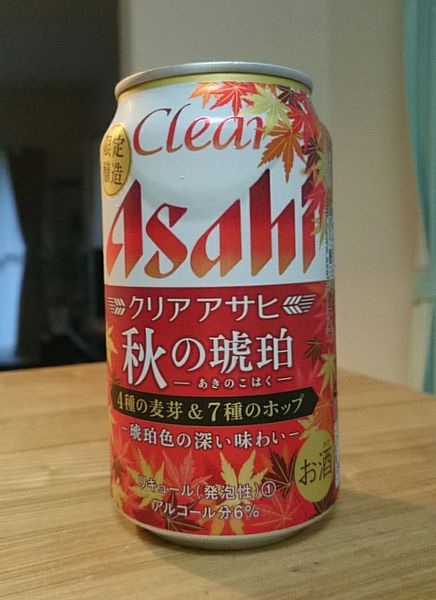 Clear
限定
醸造
Asahi
クリア アサヒ
秋の琥珀
あきのこはく
4種の麦芽&7種のホップ
-琥珀色の深い味わい-
お酒
リキュール(発泡性)①
アルコール分6%